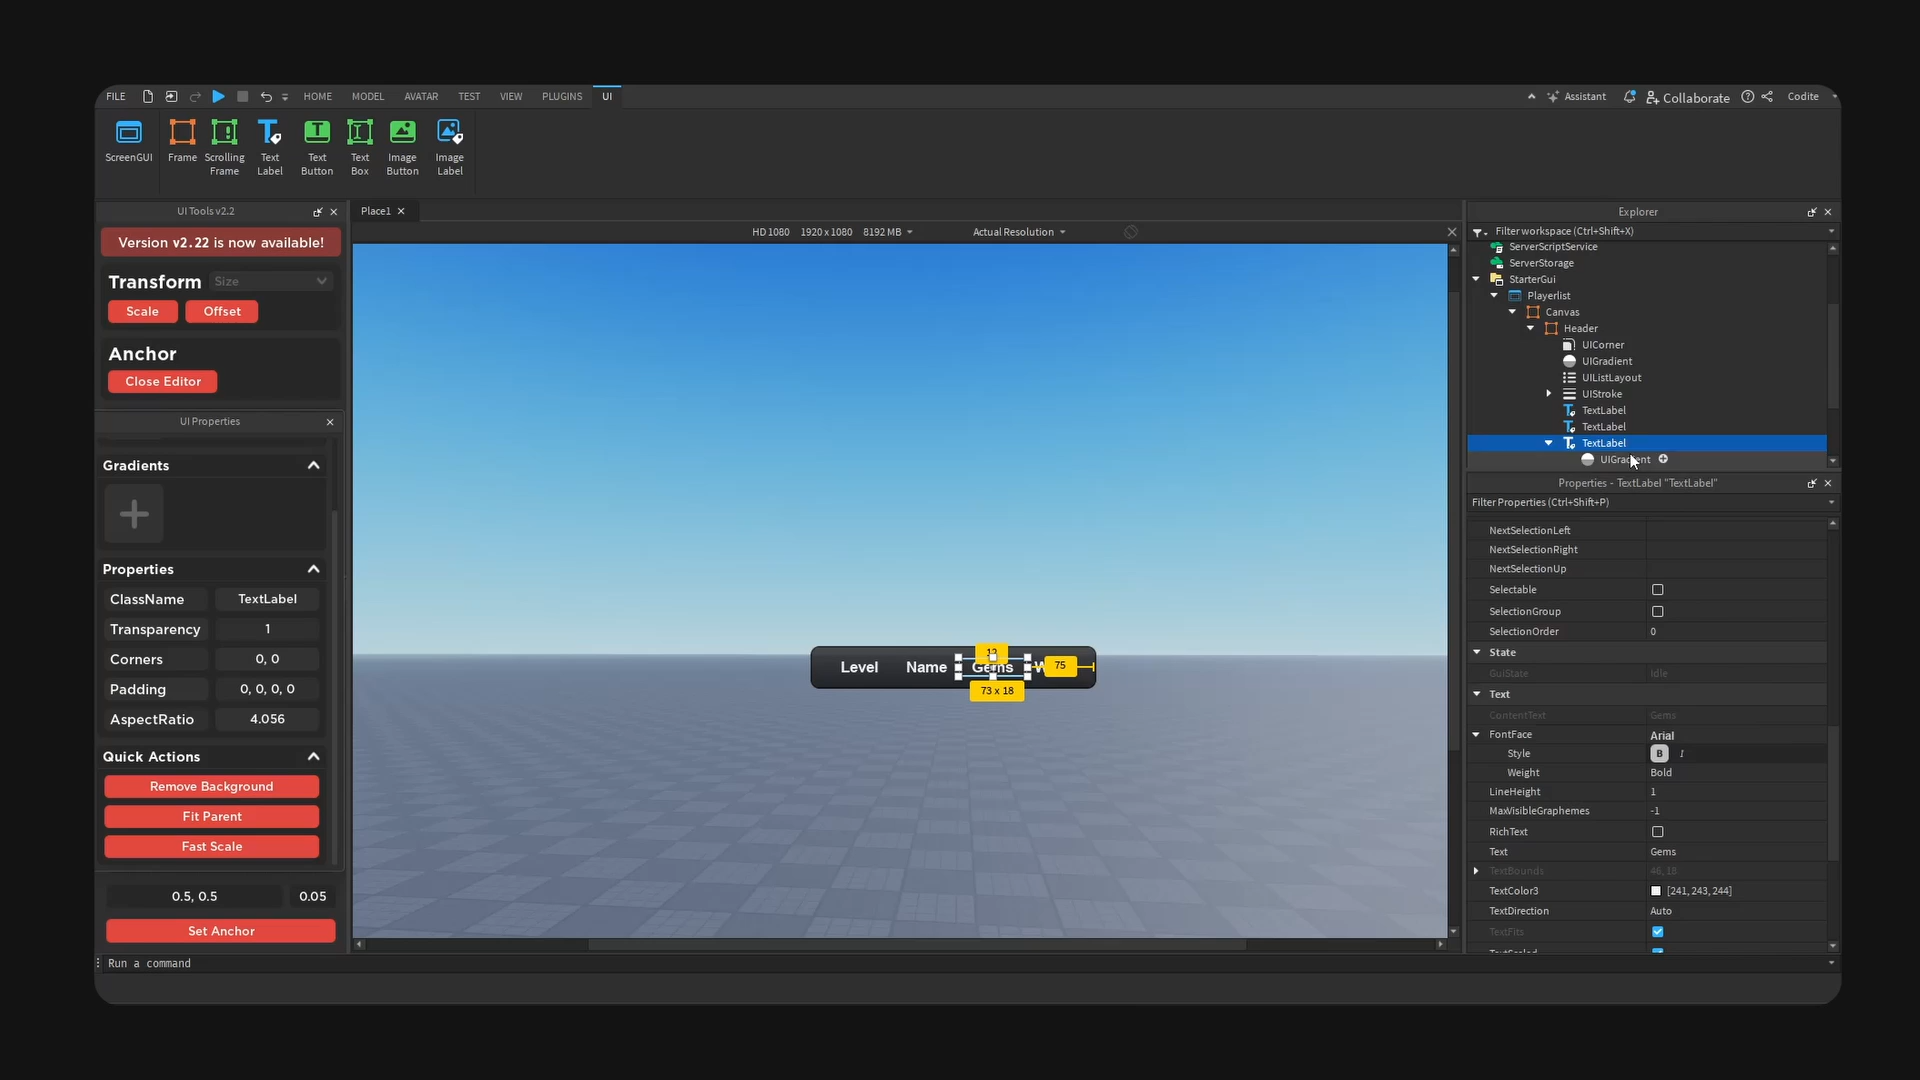 FILE HOME MODEL AVATAR TEST VIEW PLUGINS UI Assistant Collaborate Codite
ScreenGUI
Frame
Scrolling
Frame
Text
Label
Text
Button
Text
Box
Image
Button
Image
Label
UI Tools v2.2
Version v2.22 is now available!
Transform Size
Scale Offset
Anchor
Close Editor
UI Properties
Gradients
Properties
ClassName TextLabel
Transparency 1
Corners 0, 0
Padding 0, 0, 0, 0
AspectRatio 4.056
Quick Actions
Remove Background
Fit Parent
Fast Scale
0.5, 0.5 0.05
Set Anchor
Run a command
Place1
HD 1080 1920 x 1080 8192 MB Actual Resolution
Level Name Gems 75
73 x 18
Explorer
Filter workspace (Ctrl+Shift+X)
ServerScriptService
ServerStorage
StarterGui
Playerlist
Canvas
Header
UICorner
UIGradient
UIListLayout
UIStroke
TextLabel
TextLabel
TextLabel
UIGradient
Properties - TextLabel "TextLabel"
Filter Properties (Ctrl+Shift+P)
NextSelectionLeft
NextSelectionRight
NextSelectionUp
Selectable
SelectionGroup
SelectionOrder 0
State
GuiState Idle
Text
ContentText Gems
FontFace Arial
Style B I
Weight Bold
LineHeight 1
MaxVisibleGraphemes -1
RichText
Text Gems
TextBounds 46, 18
TextColor3 [241, 243, 244]
TextDirection Auto
TextFits
TextScaled